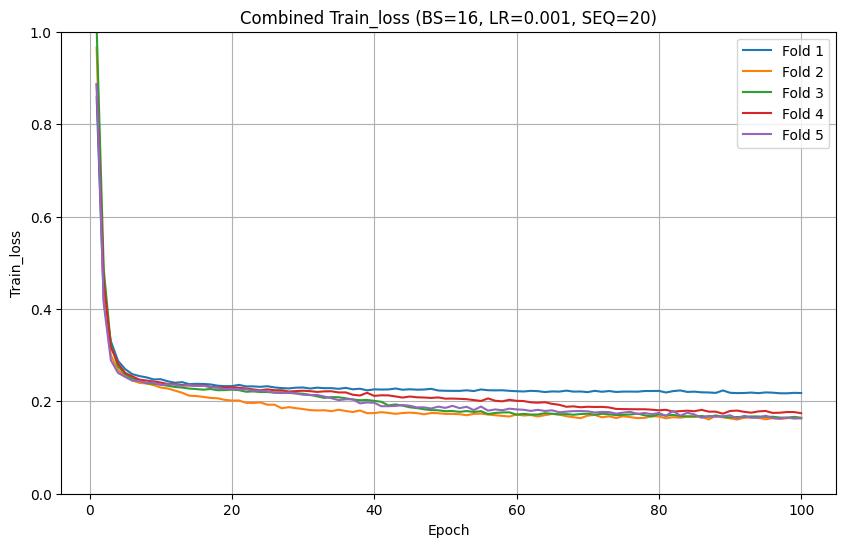 Combined Train_loss (BS=16, LR=0.001, SEQ=20)
Fold 1
Fold 2
Fold 3
Fold 4
Fold 5
Train_loss
1.0
0.8
0.6
0.4
0.2
0.0
0 20 40 60 80 100
Epoch